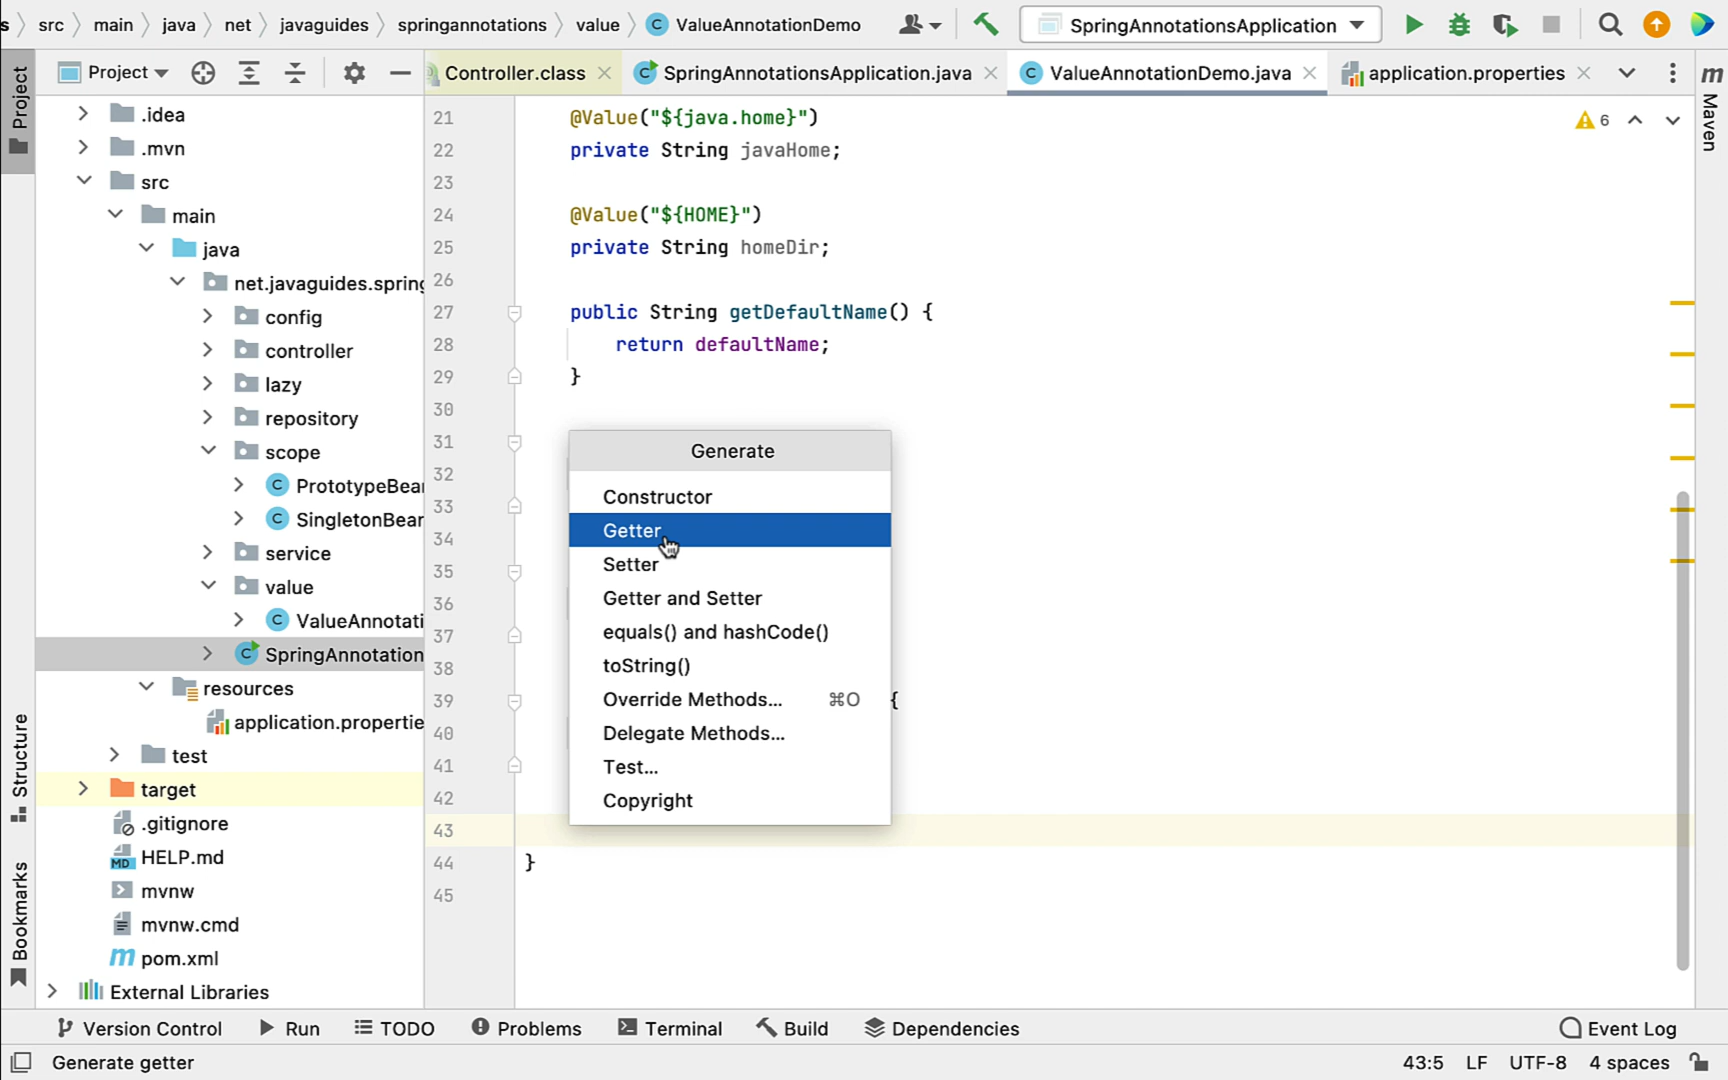 s src main java net javaguides springannotations value ValueAnnotationDemo SpringAnnotationsApplication
Project Controller.class SpringAnnotationsApplication.java ValueAnnotationDemo.java application.properties
Project
Structure
Bookmarks
.idea
.mvn
src
main
java
net.javaguides.spring
config
controller
lazy
repository
scope
PrototypeBea
SingletonBear
service
value
ValueAnnotati
SpringAnnotation
resources
application.propertie
test
target
.gitignore
HELP.md
mvnw
mvnw.cmd
pom.xml
External Libraries
21 @Value("${java.home}")
22 private String javaHome;
23
24 @Value("${HOME}")
25 private String homeDir;
26
27 public String getDefaultName() {
28 return defaultName;
29 }
30
31
32
33
34
35
36
37
38
39 {
40
41
42
43
44 }
45
6
Generate
Constructor
Getter
Setter
Getter and Setter
equals() and hashCode()
toString()
Override Methods... ⌘O
Delegate Methods...
Test...
Copyright
m
Maven
Version Control Run TODO Problems Terminal Build Dependencies Event Log
Generate getter 43:5 LF UTF-8 4 spaces